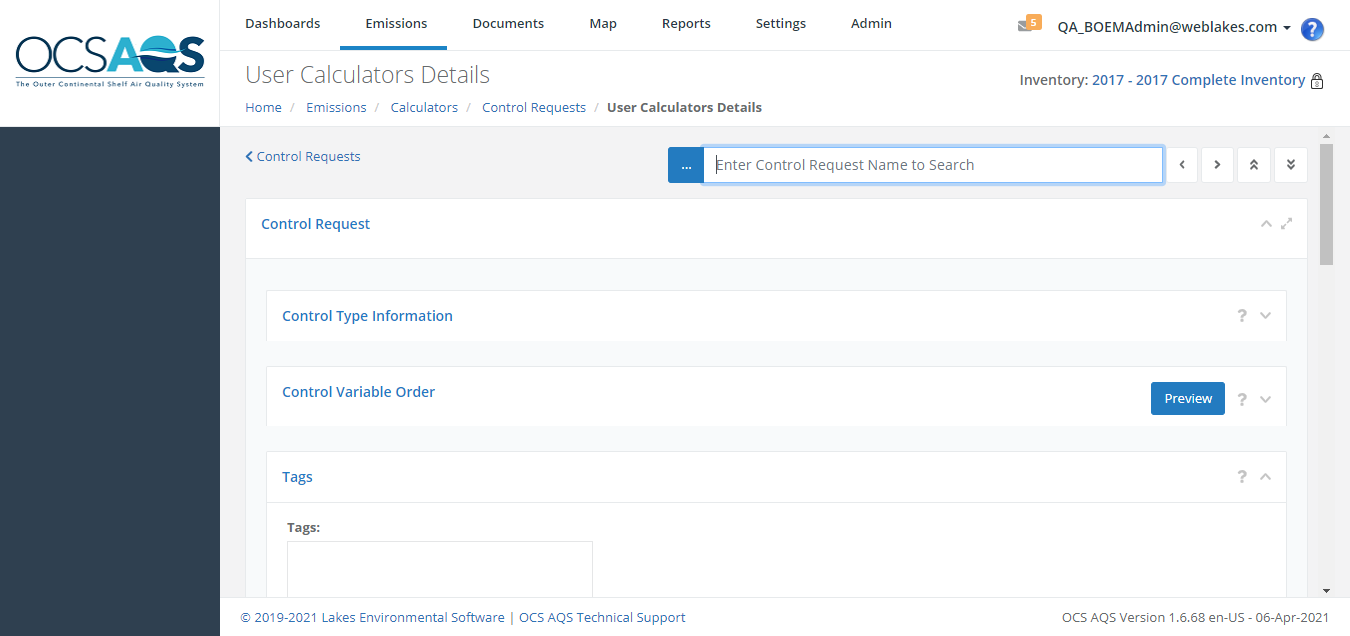 OCSAQS
The Outer Continental Shelf Air Quality System
Dashboards Emissions Documents Map Reports Settings Admin
5 QA_BOEMAdmin@weblakes.com ?
User Calculators Details
Inventory: 2017 - 2017 Complete Inventory
Home / Emissions / Calculators / Control Requests / User Calculators Details
Control Requests
... Enter Control Request Name to Search
Control Request
Control Type Information ?
Control Variable Order Preview ?
Tags ?
Tags:
© 2019-2021 Lakes Environmental Software | OCS AQS Technical Support OCS AQS Version 1.6.68 en-US - 06-Apr-2021